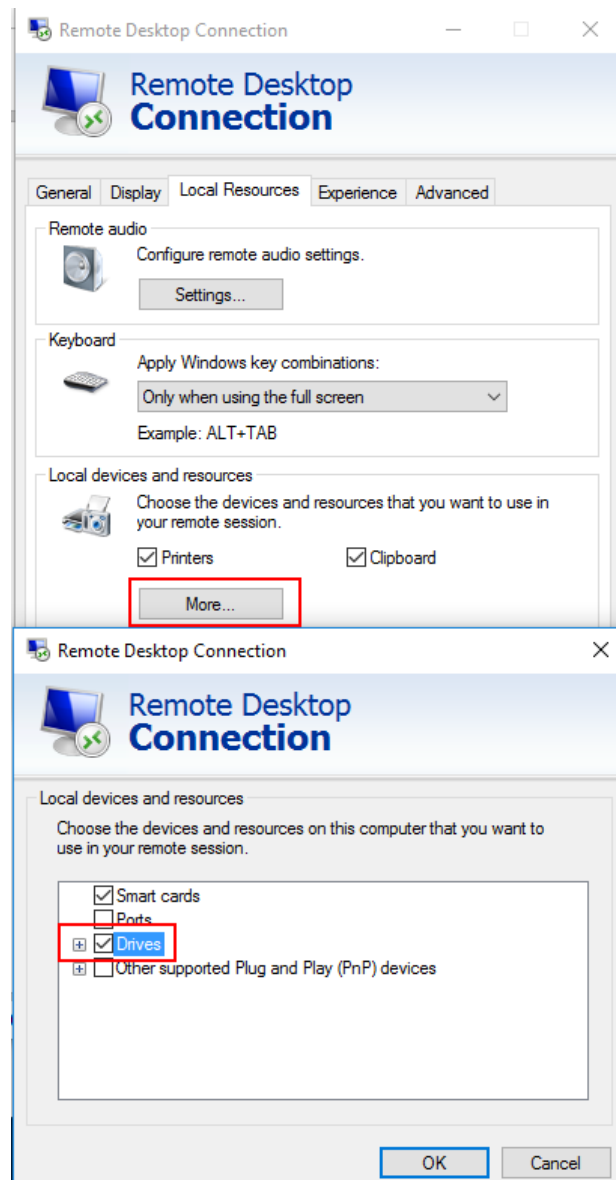 Remote Desktop Connection
Remote Desktop
Connection
General Display Local Resources Experience Advanced
Remote audio
Configure remote audio settings.
Settings...
Keyboard
Apply Windows key combinations:
Only when using the full screen
Example: ALT+TAB
Local devices and resources
Choose the devices and resources that you want to use in
your remote session.
Printers Clipboard
More...
Remote Desktop Connection
Remote Desktop
Connection
Local devices and resources
Choose the devices and resources on this computer that you want to
use in your remote session.
Smart cards
Ports
Drives
Other supported Plug and Play (PnP) devices
OK Cancel